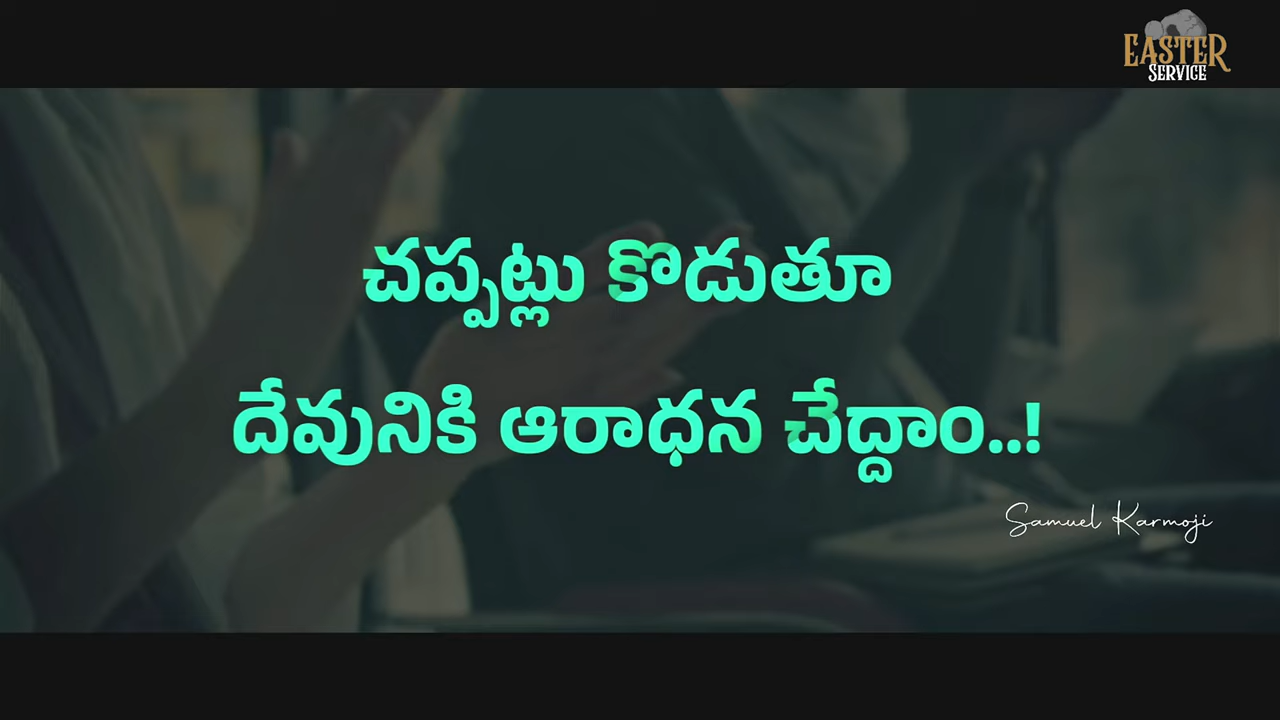 EASTER
SERVICE
చప్పట్లు కొడుతూ
దేవునికి ఆరాధన చేద్దాం..!
Samuel Karmoji